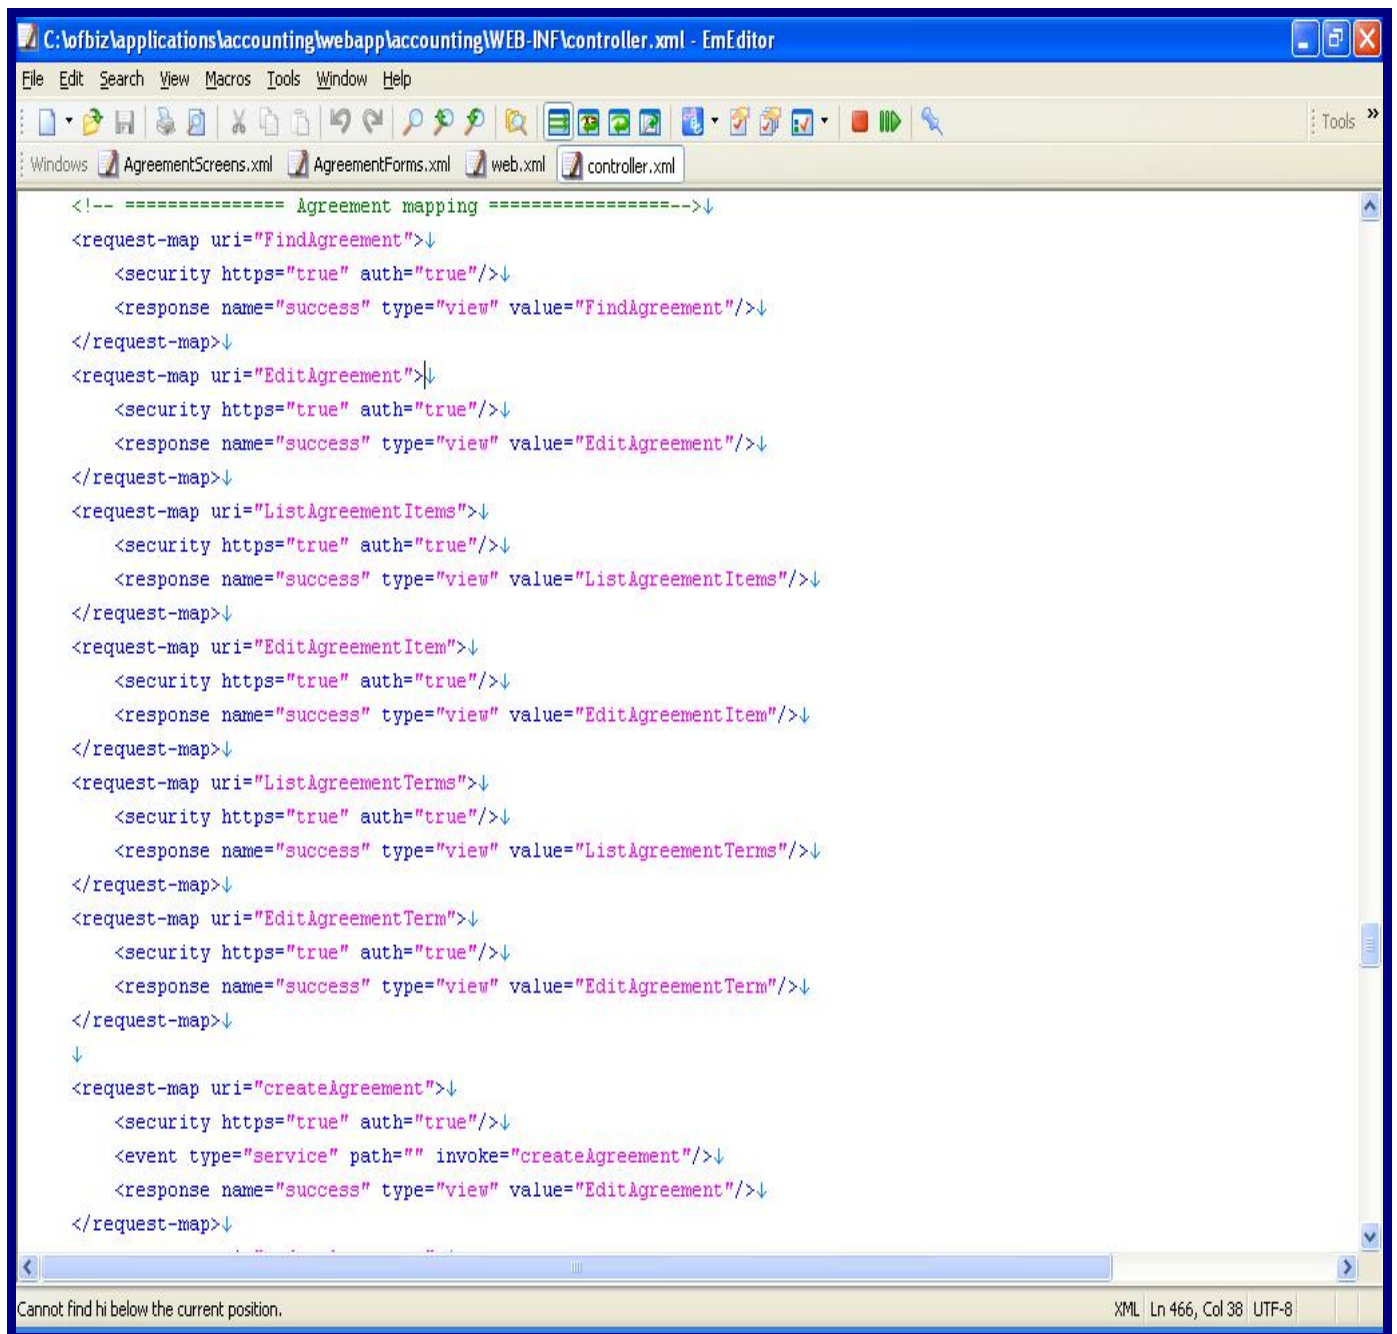 C:\ofbiz\applications\accounting\webapp\accounting\WEB-INF\controller.xml - EmEditor
File Edit Search View Macros Tools Window Help
Tools »
Windows AgreementScreens.xml AgreementForms.xml web.xml controller.xml
<!-- =============== Agreement mapping =================-->↓
<request-map uri="FindAgreement">↓
<security https="true" auth="true"/>↓
<response name="success" type="view" value="FindAgreement"/>↓
</request-map>↓
<request-map uri="EditAgreement">↓
<security https="true" auth="true"/>↓
<response name="success" type="view" value="EditAgreement"/>↓
</request-map>↓
<request-map uri="ListAgreementItems">↓
<security https="true" auth="true"/>↓
<response name="success" type="view" value="ListAgreementItems"/>↓
</request-map>↓
<request-map uri="EditAgreementItem">↓
<security https="true" auth="true"/>↓
<response name="success" type="view" value="EditAgreementItem"/>↓
</request-map>↓
<request-map uri="ListAgreementTerms">↓
<security https="true" auth="true"/>↓
<response name="success" type="view" value="ListAgreementTerms"/>↓
</request-map>↓
<request-map uri="EditAgreementTerm">↓
<security https="true" auth="true"/>↓
<response name="success" type="view" value="EditAgreementTerm"/>↓
</request-map>↓
↓
<request-map uri="createAgreement">↓
<security https="true" auth="true"/>↓
<event type="service" path="" invoke="createAgreement"/>↓
<response name="success" type="view" value="EditAgreement"/>↓
</request-map>↓
Cannot find hi below the current position.
XML Ln 466, Col 38 UTF-8